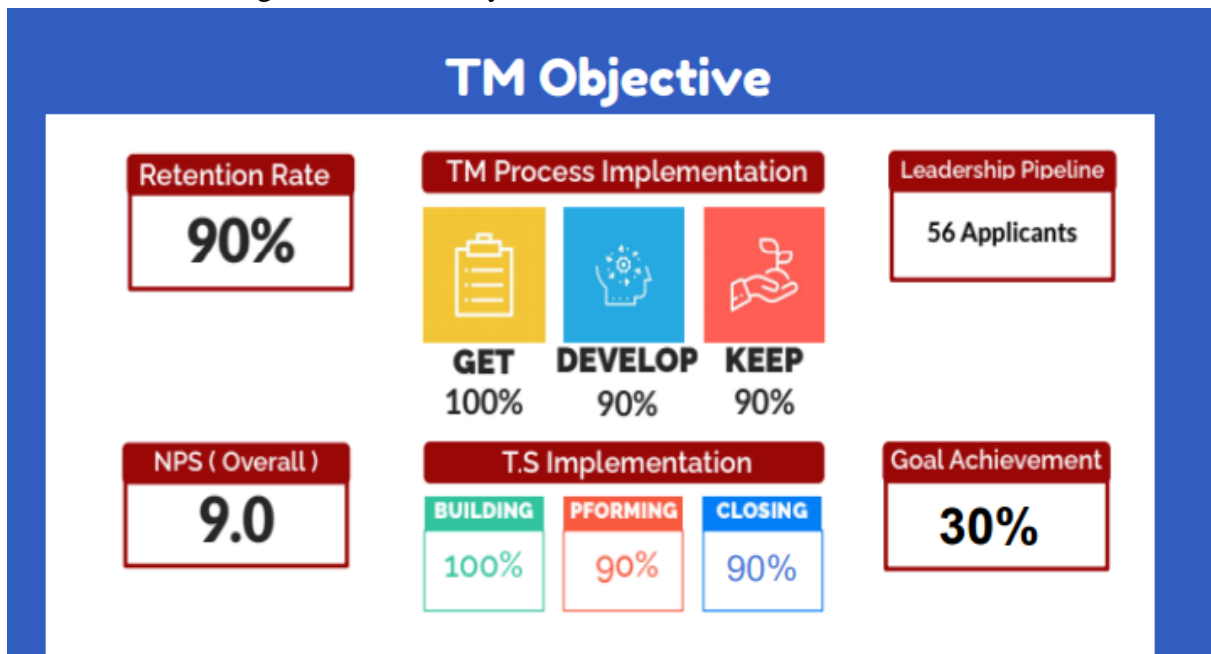 TM Objective
Retention Rate
90%
TM Process Implementation
GET
100%
DEVELOP
90%
KEEP
90%
Leadership Pipeline
56 Applicants
NPS ( Overall )
9.0
T.S Implementation
BUILDING
100%
PFORMING
90%
CLOSING
90%
Goal Achievement
30%